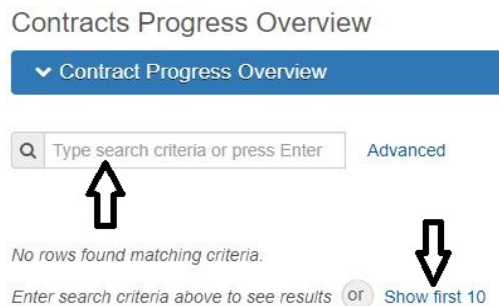 Contracts Progress Overview
Contract Progress Overview
Type search criteria or press Enter Advanced
No rows found matching criteria.
Enter search criteria above to see results or Show first 10